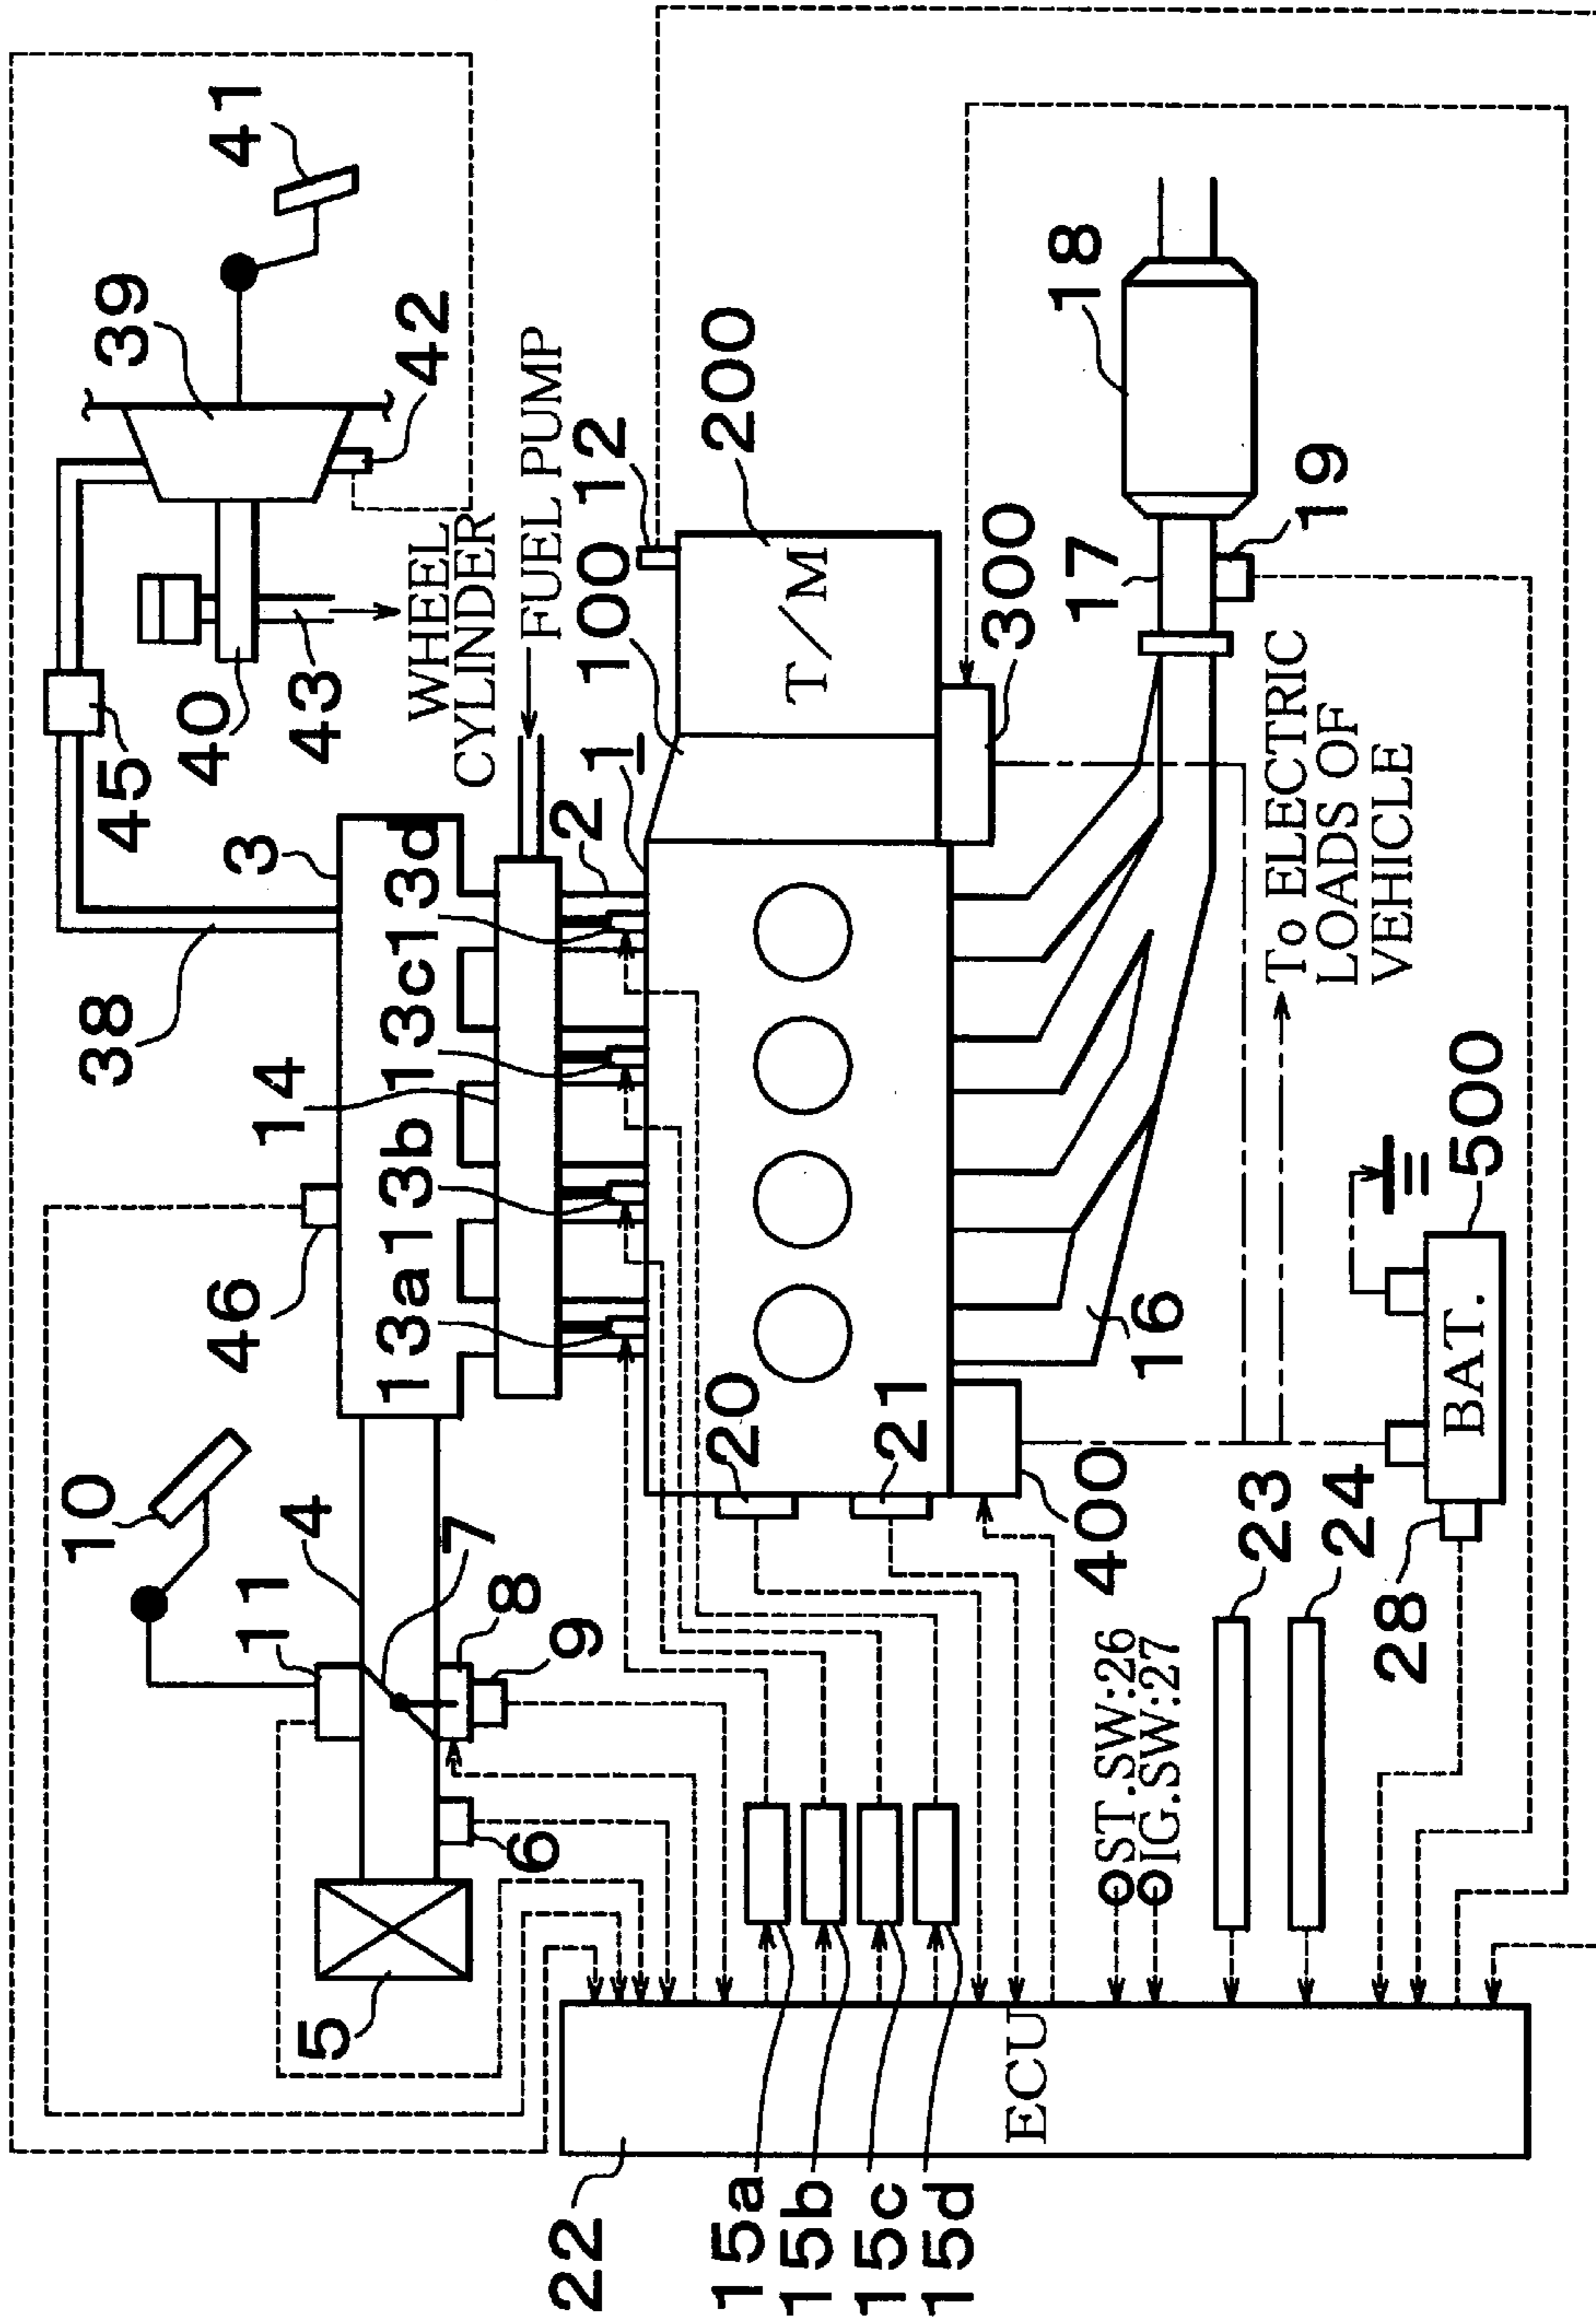 41
39
42
45
40
43
WHEEL
CYLINDER
FUEL PUMP
12
100
200
T/M
300
18
17
19
38
3
14
46
13a
13b
13c
13d
2
1
10
11
4
7
8
9
6
5
20
21
16
400
To ELECTRIC
LOADS OF
VEHICLE
500
BAT.
28
ST.SW:26
IG.SW:27
23
24
ECU
22
15a
15b
15c
15d